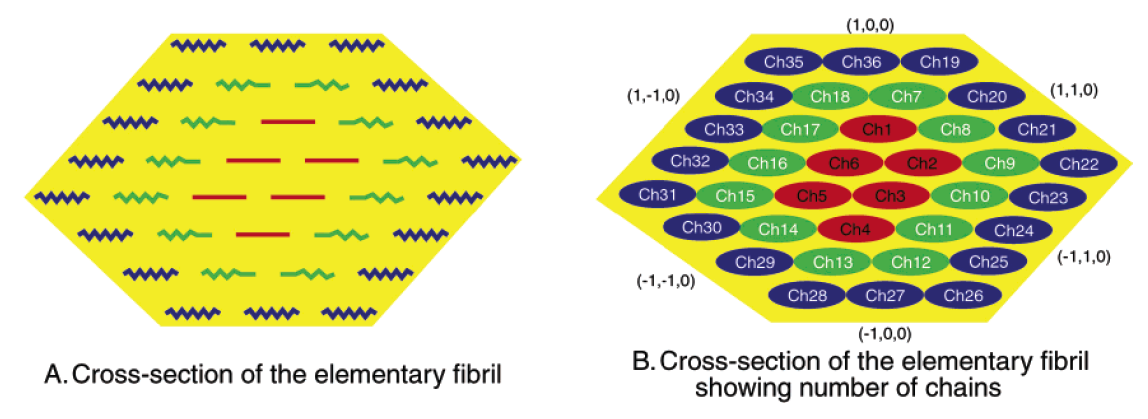 (1,0,0)
Ch35 Ch36 Ch19
(1,-1,0) Ch34 Ch18 Ch7 Ch20 (1,1,0)
Ch33 Ch17 Ch1 Ch8 Ch21
Ch32 Ch16 Ch6 Ch2 Ch9 Ch22
Ch31 Ch15 Ch5 Ch3 Ch10 Ch23
Ch30 Ch14 Ch4 Ch11 Ch24
Ch29 Ch13 Ch12 Ch25 (-1,1,0)
(-1,-1,0)
Ch28 Ch27 Ch26
(-1,0,0)
A. Cross-section of the elementary fibril
B. Cross-section of the elementary fibril
showing number of chains